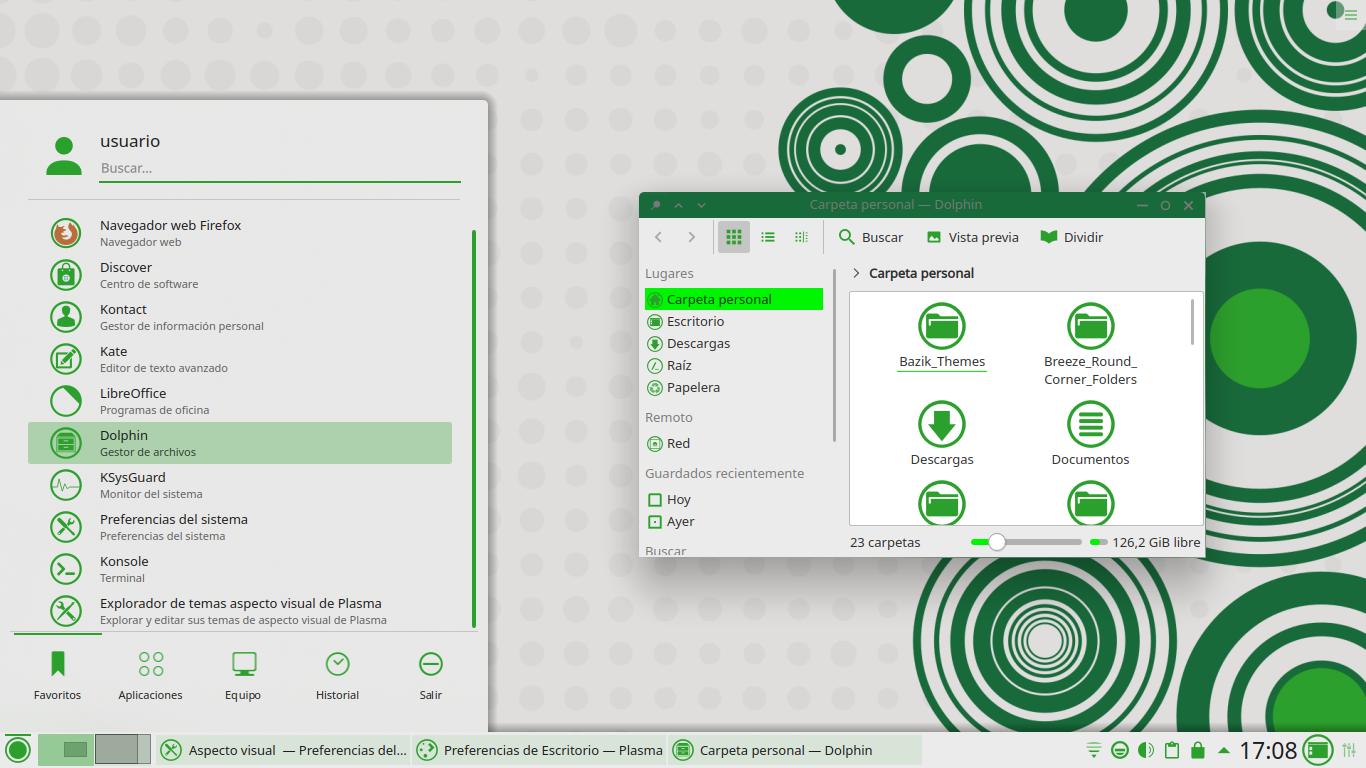 usuario
Buscar...
Navegador web Firefox
Navegador web
Discover
Centro de software
Kontact
Gestor de información personal
Kate
Editor de texto avanzado
LibreOffice
Programas de oficina
Dolphin
Gestor de archivos
KSysGuard
Monitor del sistema
Preferencias del sistema
Preferencias del sistema
Konsole
Terminal
Explorador de temas aspecto visual de Plasma
Explorar y editar sus temas de aspecto visual de Plasma
Favoritos
Aplicaciones
Equipo
Historial
Salir
Carpeta personal — Dolphin
Buscar
Vista previa
Dividir
Lugares
Carpeta personal
Escritorio
Descargas
Raíz
Papelera
Remoto
Red
Guardados recientemente
Hoy
Ayer
Buscar
Carpeta personal
Bazik_Themes
Breeze_Round_
Corner_Folders
Descargas
Documentos
23 carpetas
126,2 GiB libre
Aspecto visual — Preferencias del...
Preferencias de Escritorio — Plasma
Carpeta personal — Dolphin
17:08